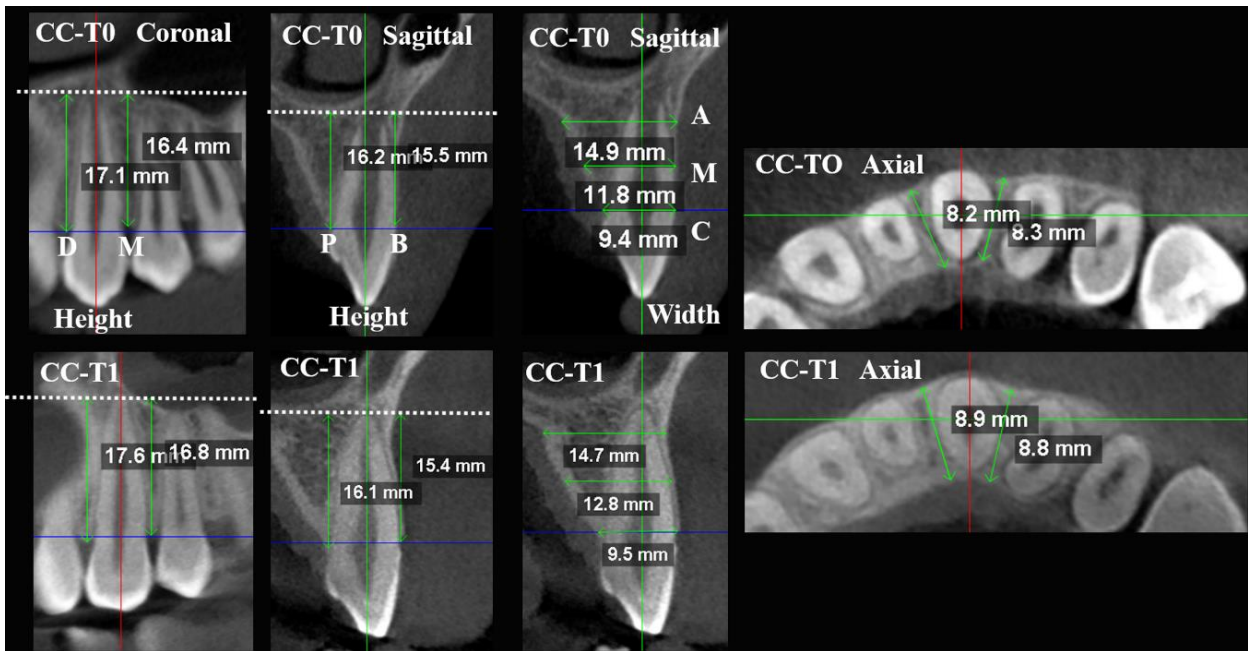 CC-T0 Coronal
17.1 mm
16.4 mm
D M
Height
CC-T0 Sagittal
16.2 mm
15.5 mm
P B
Height
CC-T0 Sagittal
A
14.9 mm
M
11.8 mm
C
9.4 mm
Width
CC-TO Axial
8.2 mm
8.3 mm
CC-T1
17.6 mm
16.8 mm
CC-T1
15.4 mm
16.1 mm
CC-T1
14.7 mm
12.8 mm
9.5 mm
CC-T1 Axial
8.9 mm
8.8 mm